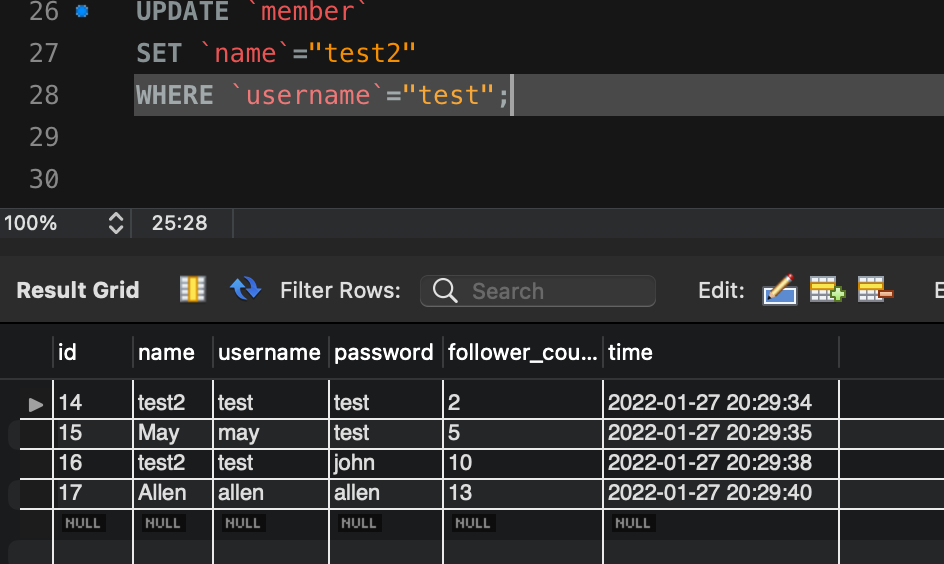 26 UPDATE `member`
27 SET `name`="test2"
28 WHERE `username`="test";
29
30
100% 25:28
Result Grid Filter Rows: Search Edit: E
id name username password follower_cou... time
14 test2 test test 2 2022-01-27 20:29:34
15 May may test 5 2022-01-27 20:29:35
16 test2 test john 10 2022-01-27 20:29:38
17 Allen allen allen 13 2022-01-27 20:29:40
NULL NULL NULL NULL NULL NULL